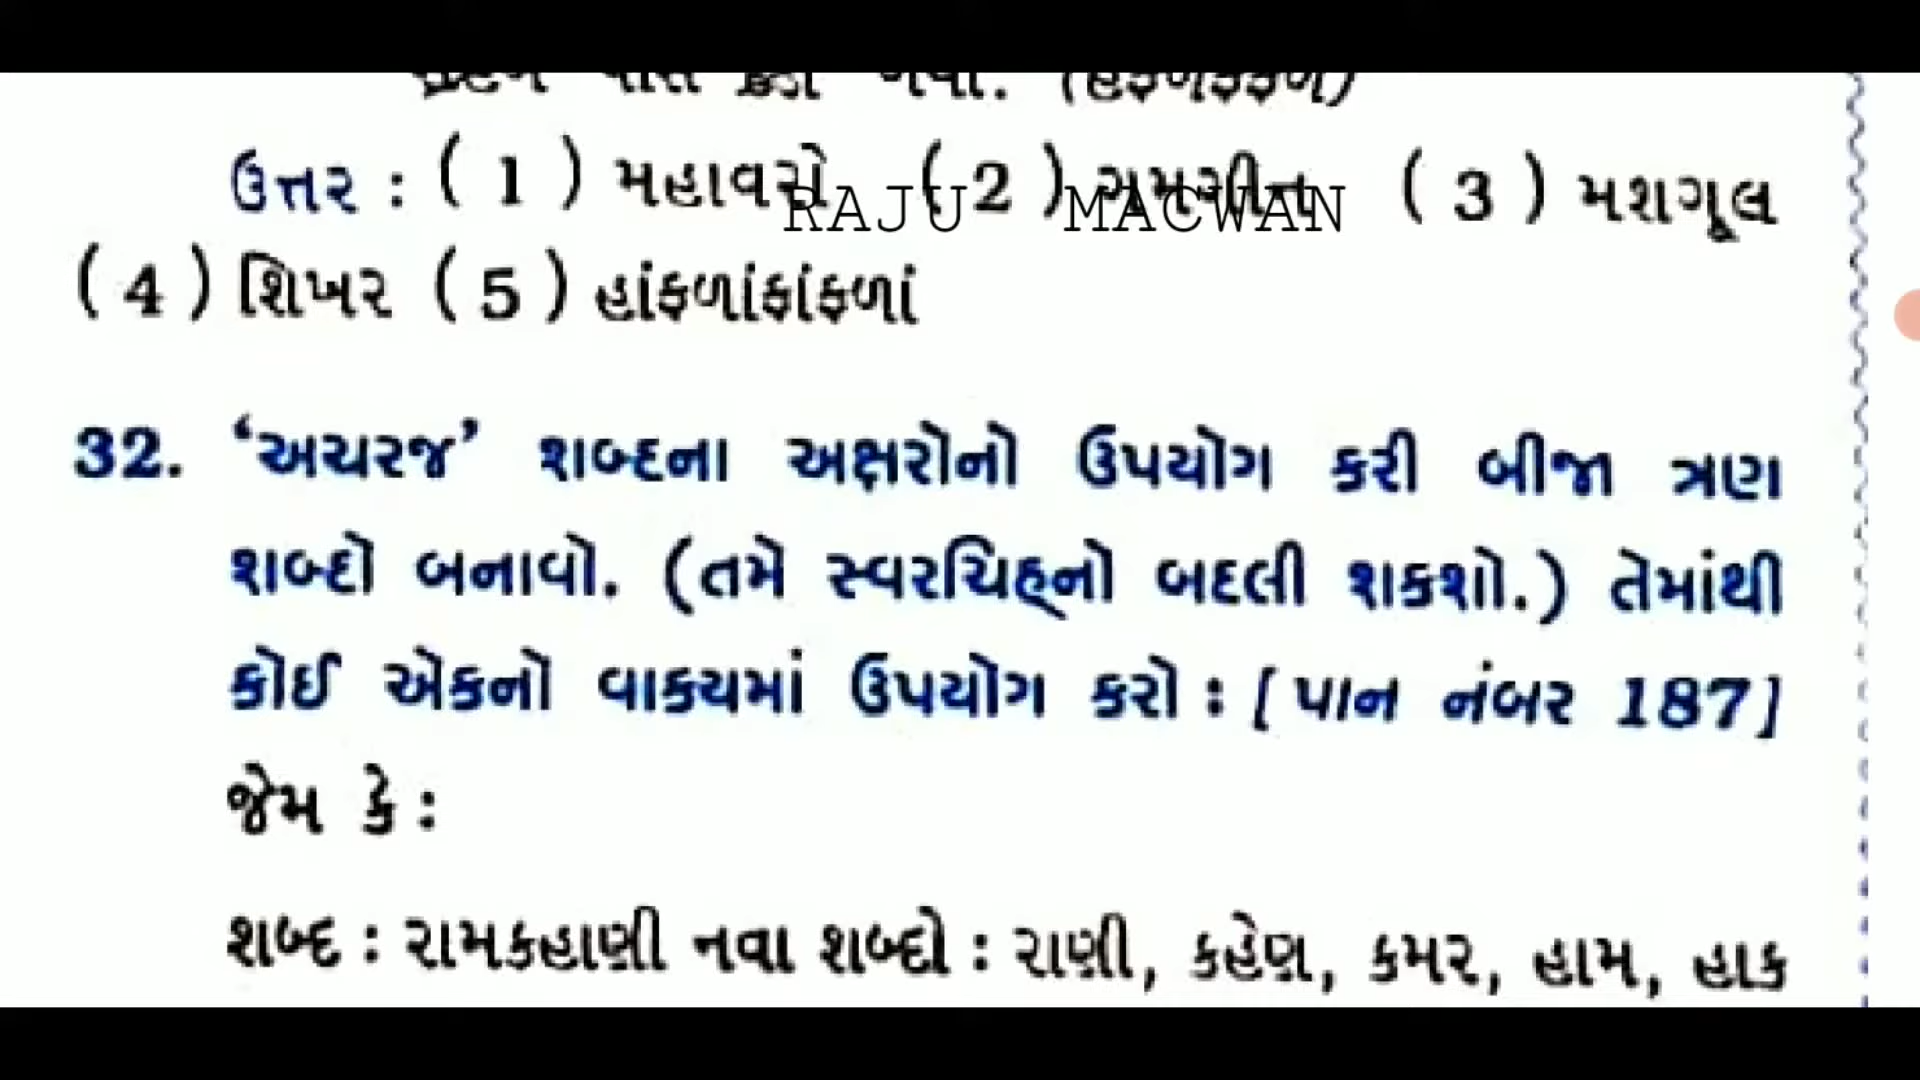 ઉત્તર : ( 1 ) મહાવરો ( 2 ) ગમગીન ( 3 ) મશગૂલ
RAJU MACWAN
( 4 ) શિખર ( 5 ) હાંફળાંફાંફળાં
32. ‘અચરજ’ શબ્દના અક્ષરોનો ઉપયોગ કરી બીજા ત્રણ
શબ્દો બનાવો. (તમે સ્વરચિહ્નો બદલી શકશો.) તેમાંથી
કોઈ એકનો વાક્યમાં ઉપયોગ કરો : [ પાન નંબર 187]
જેમ કે :
શબ્દ : રામકહાણી નવા શબ્દો : રાણી, કહેણ, કમર, હામ, હાક